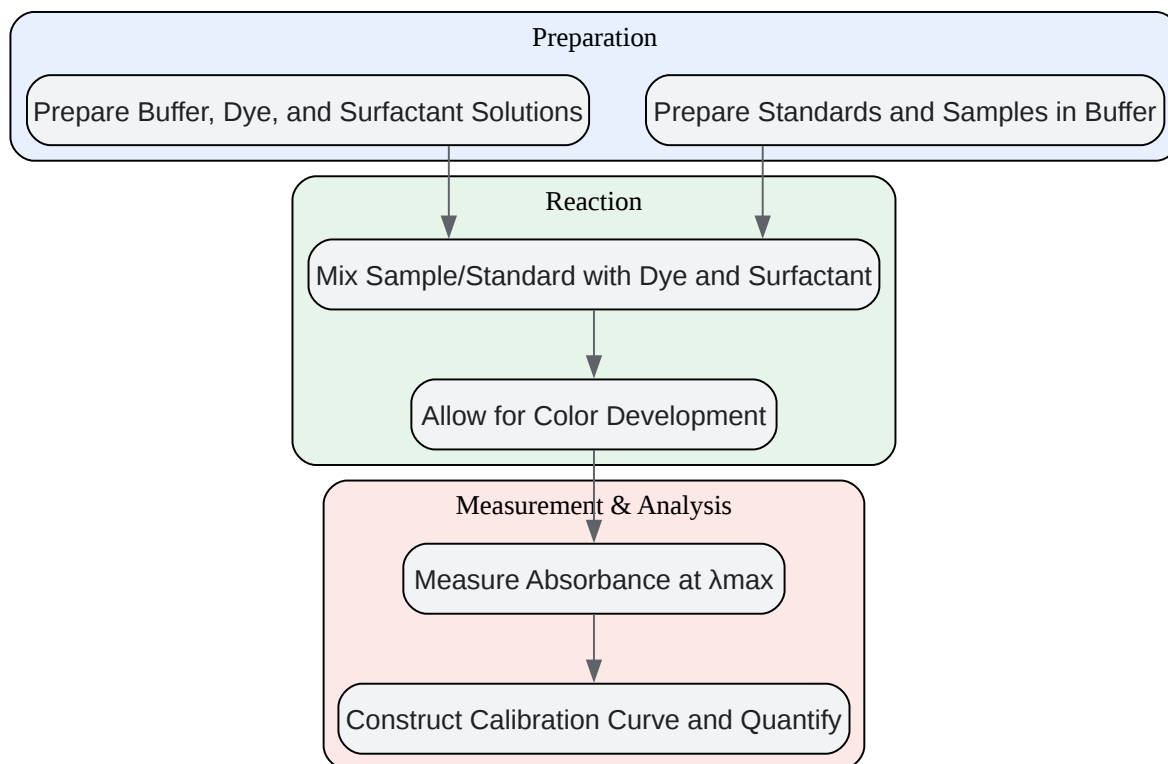 Preparation
Prepare Buffer, Dye, and Surfactant Solutions
Prepare Standards and Samples in Buffer
Reaction
Mix Sample/Standard with Dye and Surfactant
Allow for Color Development
Measurement & Analysis
Measure Absorbance at λmax
Construct Calibration Curve and Quantify